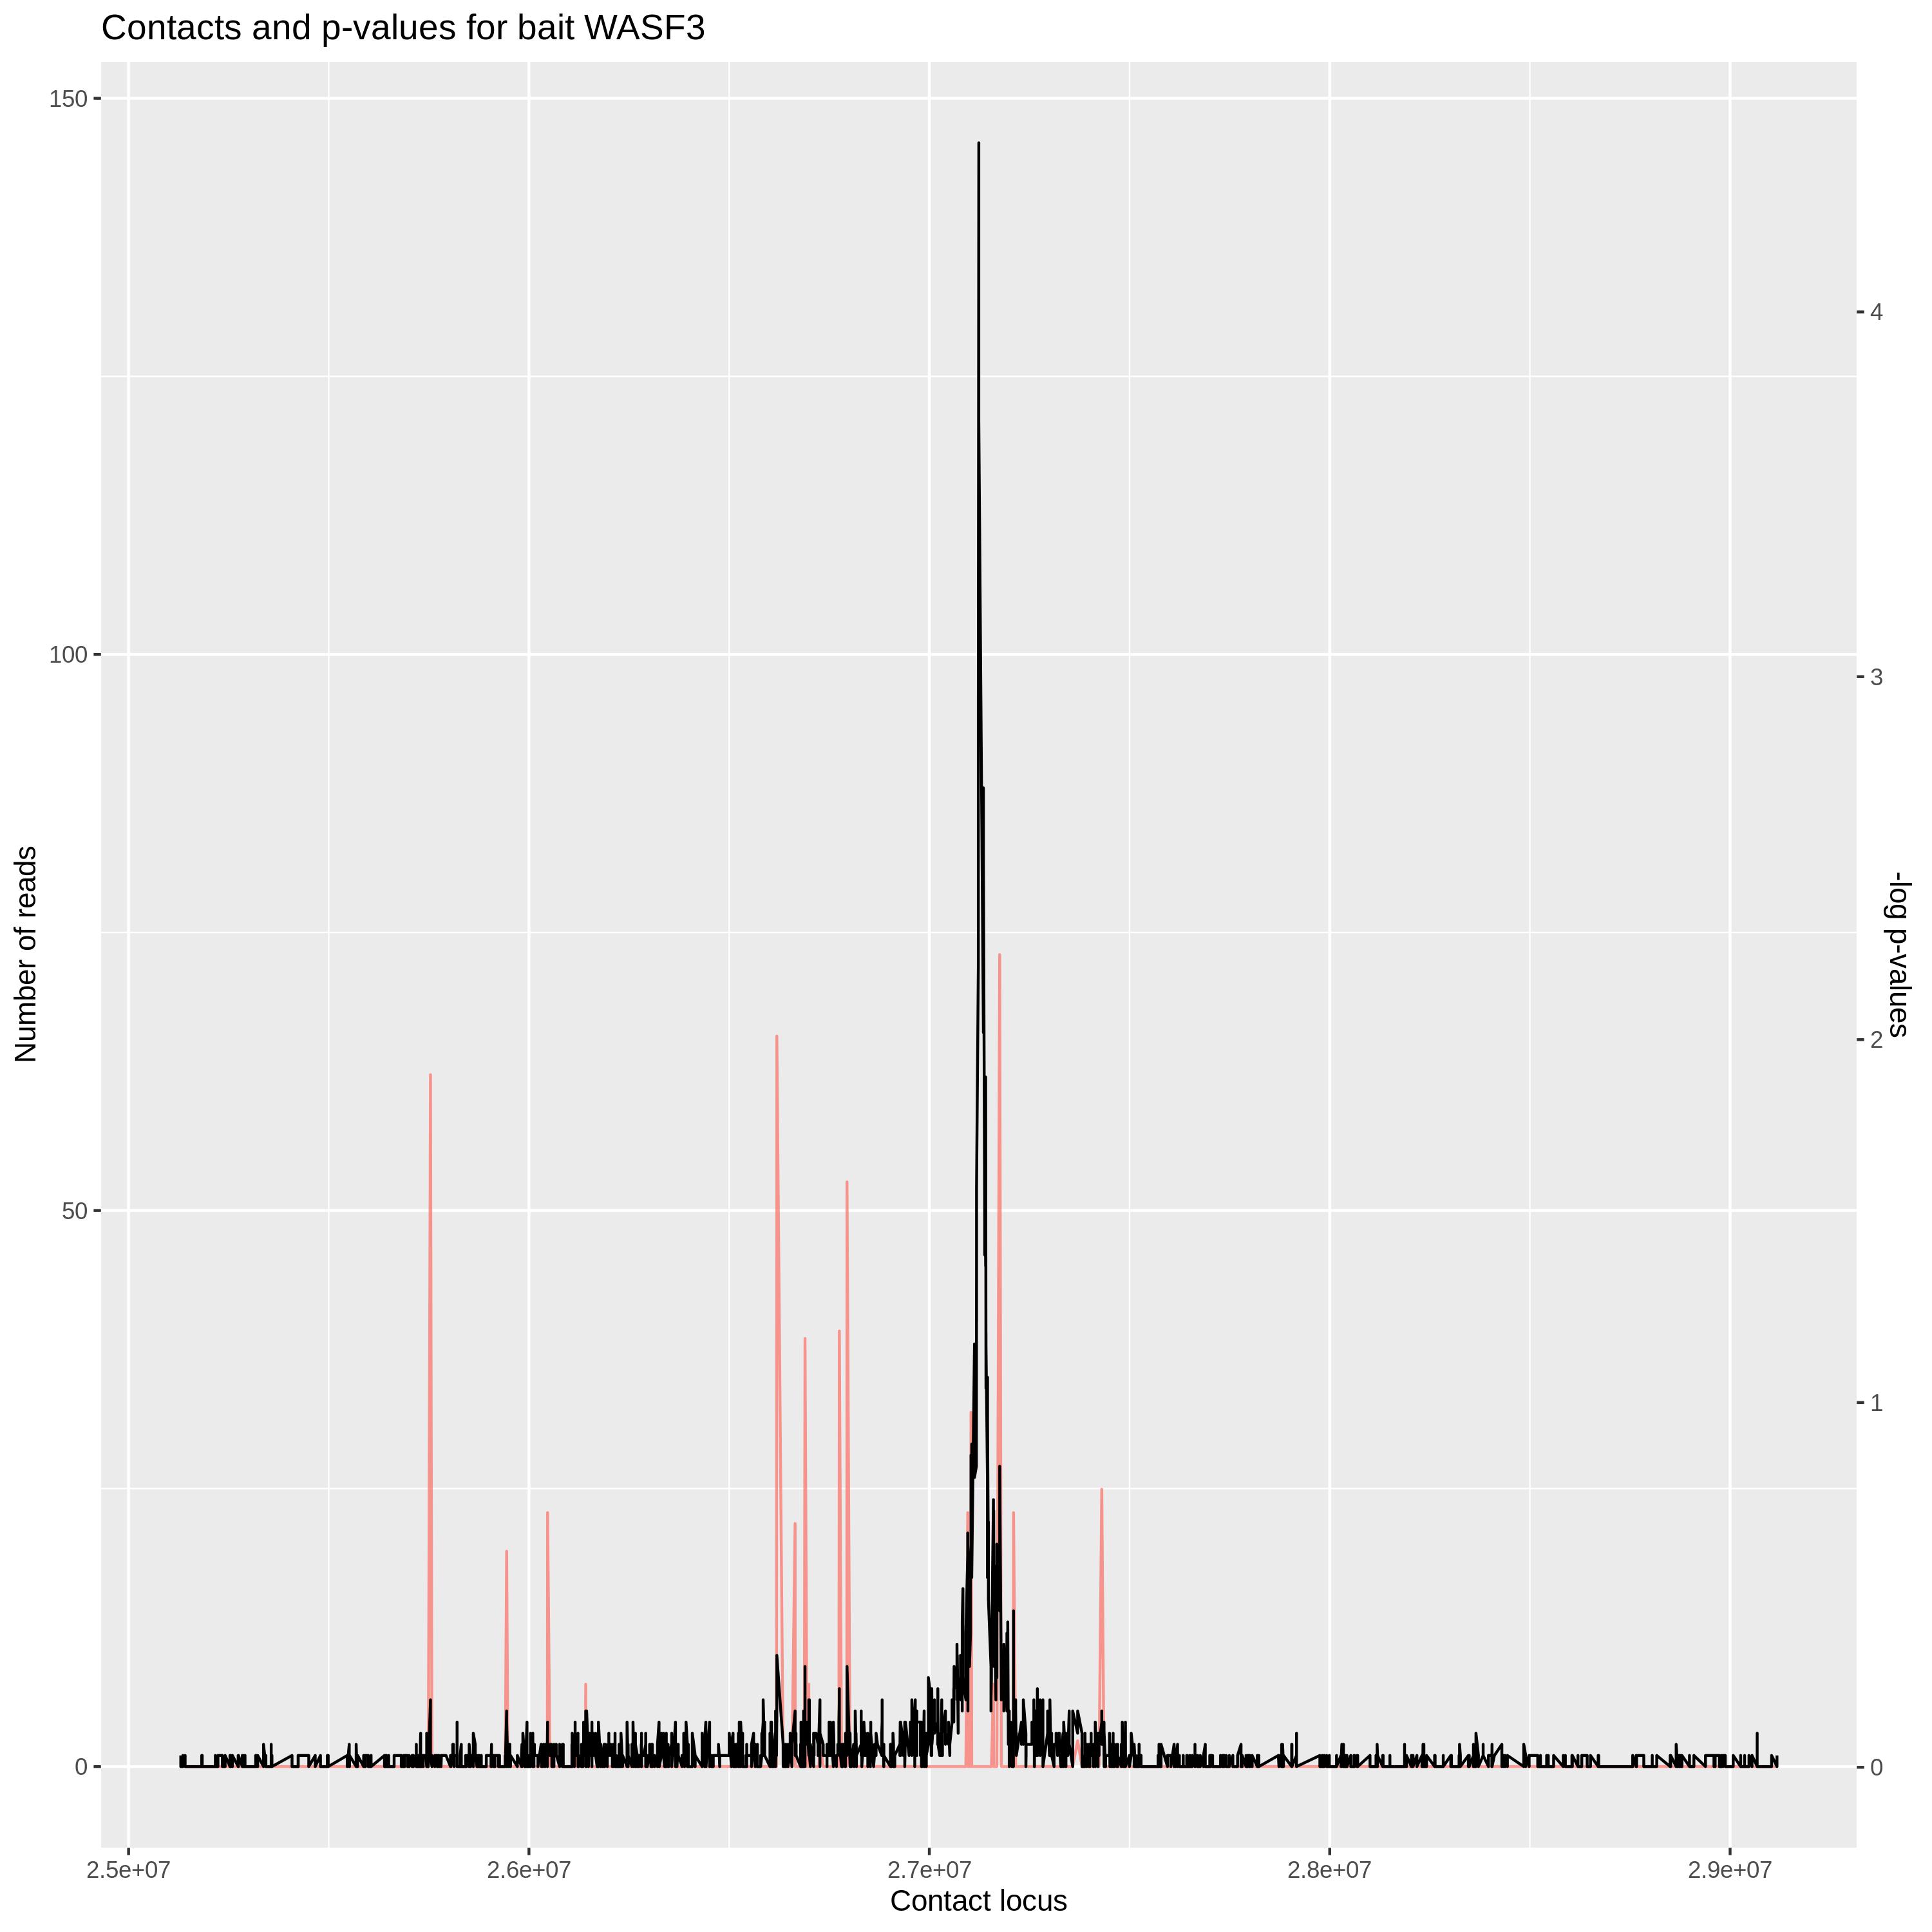 Contacts and p-values for bait WASF3
150
100
50
0
Number of reads
4
3
2
1
0
-log p-values
2.5e+07 2.6e+07 2.7e+07 2.8e+07 2.9e+07
Contact locus